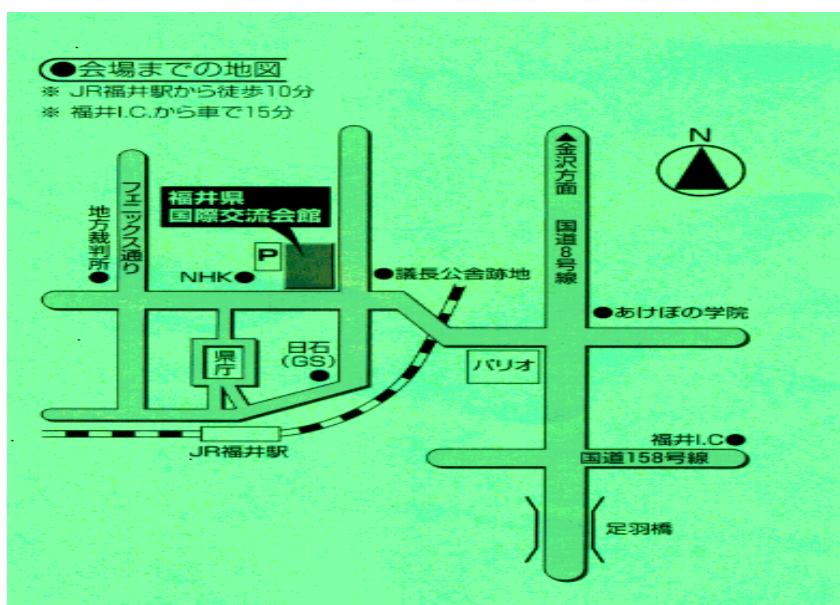 ●会場までの地図
※ JR福井駅から徒歩10分
※ 福井I.C.から車で15分
N
▲金沢方面 国道8号線
フェニックス通り
福井県
国際交流会館
地方裁判所
P
NHK
議長公舎跡地
あけぼの学院
日石
(GS)
県庁
パリオ
福井I.C
国道158号線
JR福井駅
足羽橋